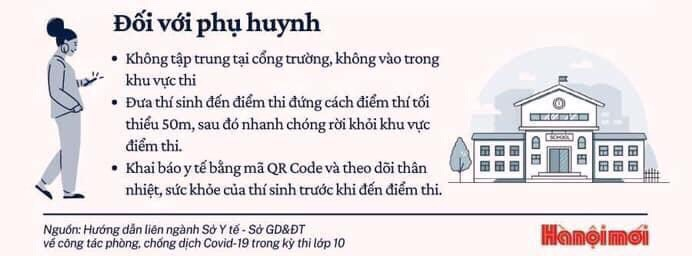 Đối với phụ huynh
• Không tập trung tại cổng trường, không vào trong
khu vực thi
• Đưa thí sinh đến điểm thi đứng cách điểm thí tối
thiểu 50m, sau đó nhanh chóng rời khỏi khu vực
điểm thi.
• Khai báo y tế bằng mã QR Code và theo dõi thân
nhiệt, sức khỏe của thí sinh trước khi đến điểm thi.
SCHOOL
Nguồn: Hướng dẫn liên ngành Sở Y tế - Sở GD&ĐT
về công tác phòng, chống dịch Covid-19 trong kỳ thi lớp 10
Hànộimới